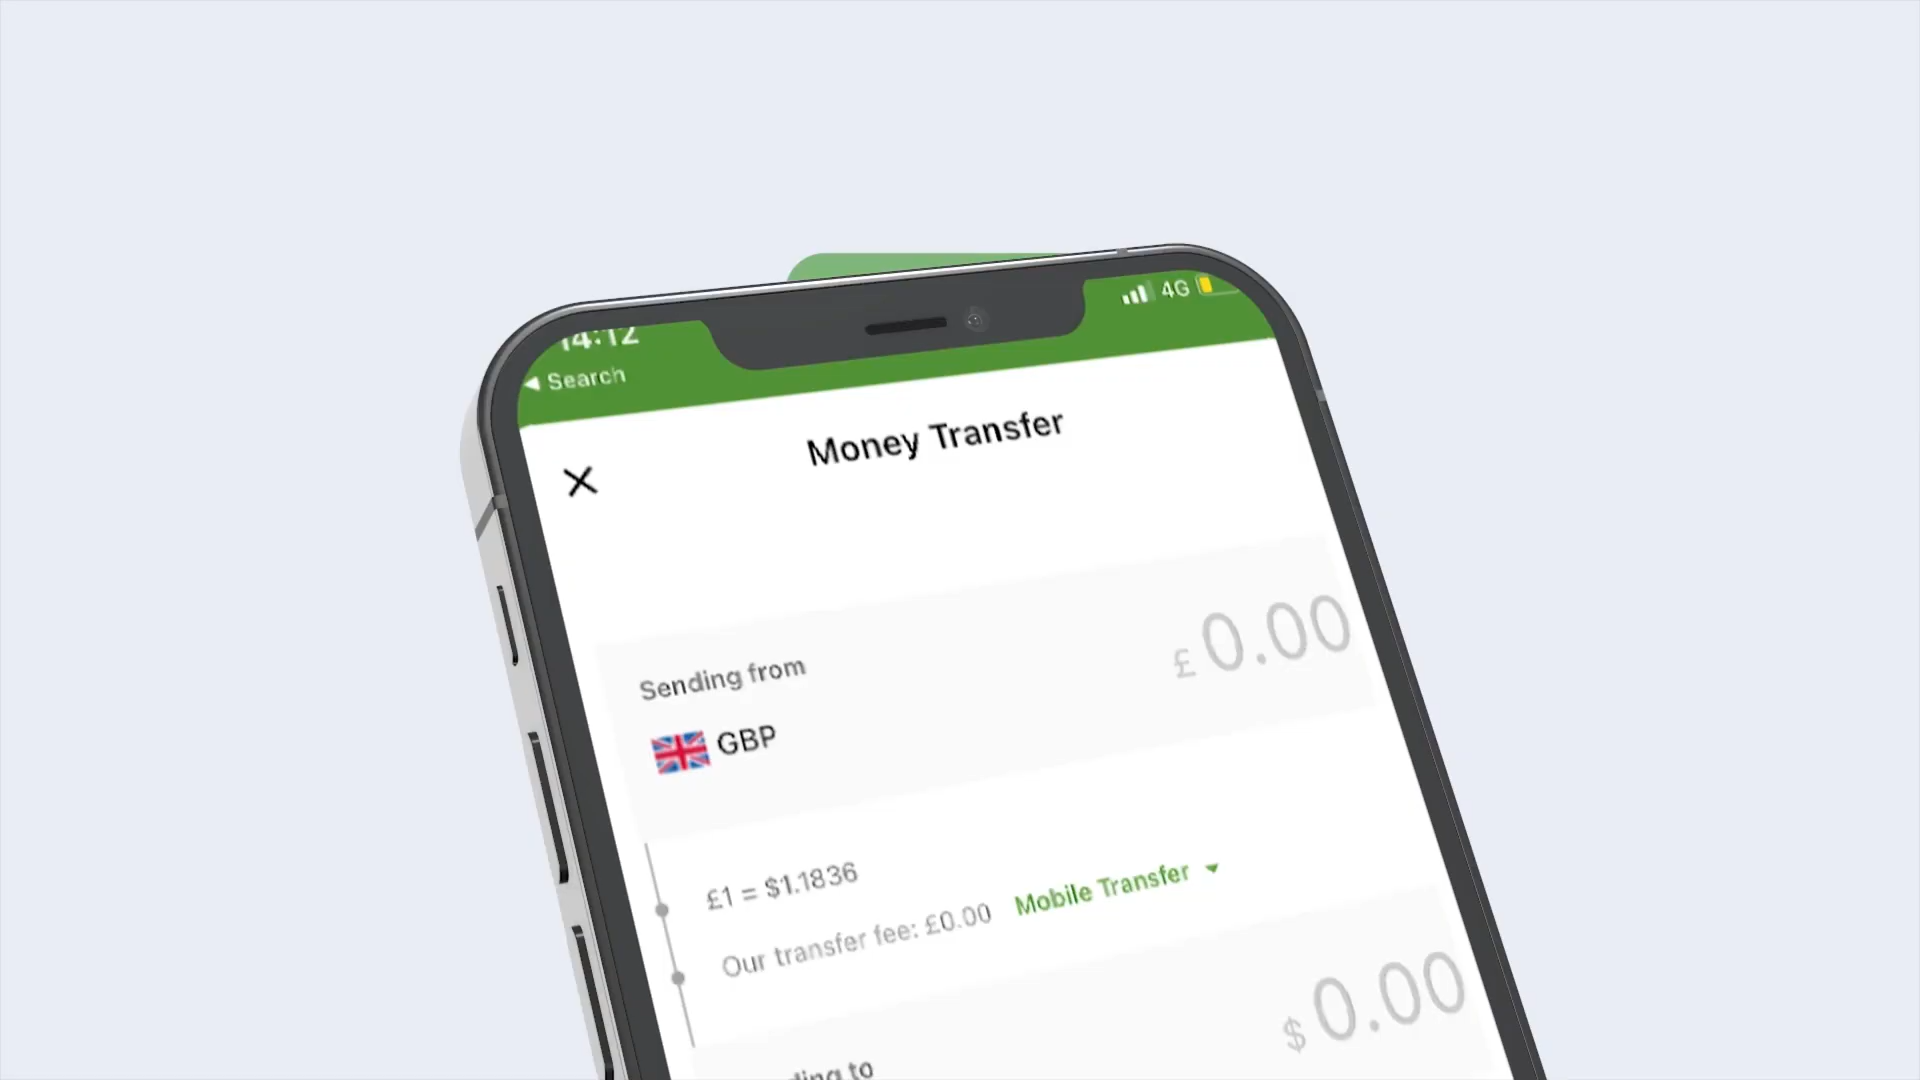 14:12
4G
Search
Money Transfer
Sending from
£0.00
GBP
£1 = $1.1836
Our transfer fee: £0.00 Mobile Transfer
$0.00
to